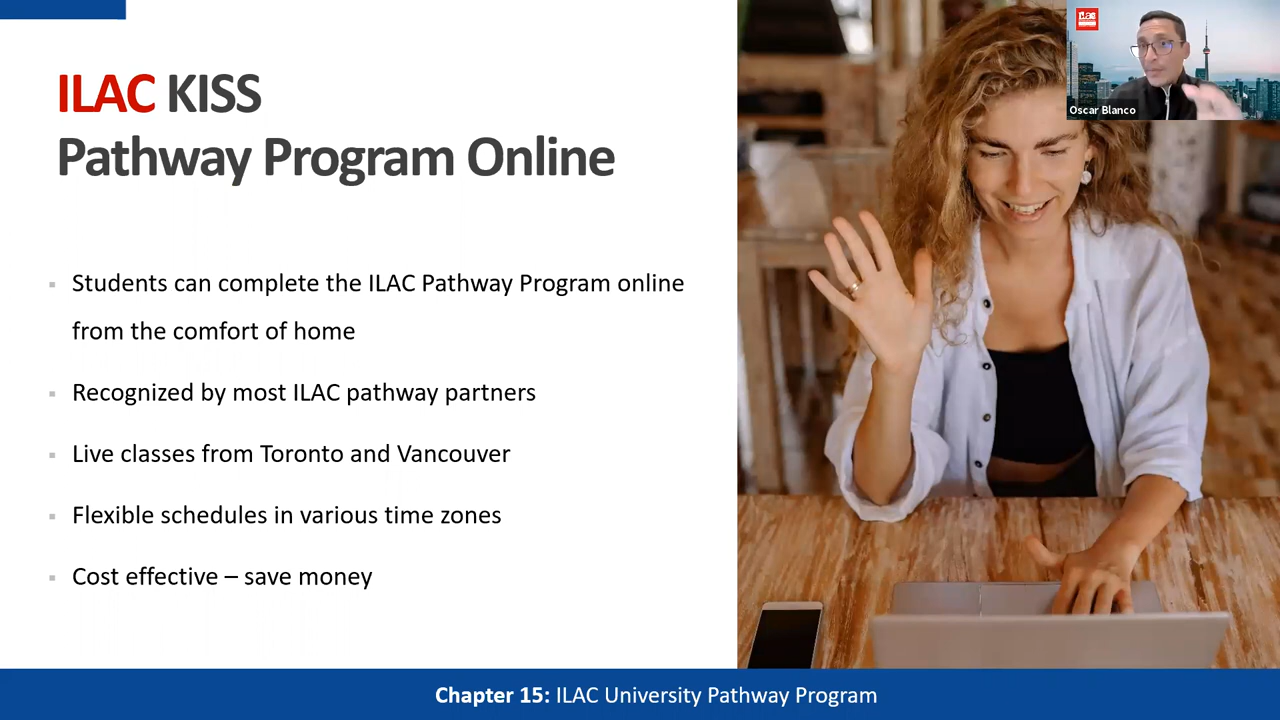 ILAC KISS
Pathway Program Online
Students can complete the ILAC Pathway Program online
from the comfort of home
Recognized by most ILAC pathway partners
Live classes from Toronto and Vancouver
Flexible schedules in various time zones
Cost effective – save money
ilac
Oscar Blanco
Chapter 15: ILAC University Pathway Program